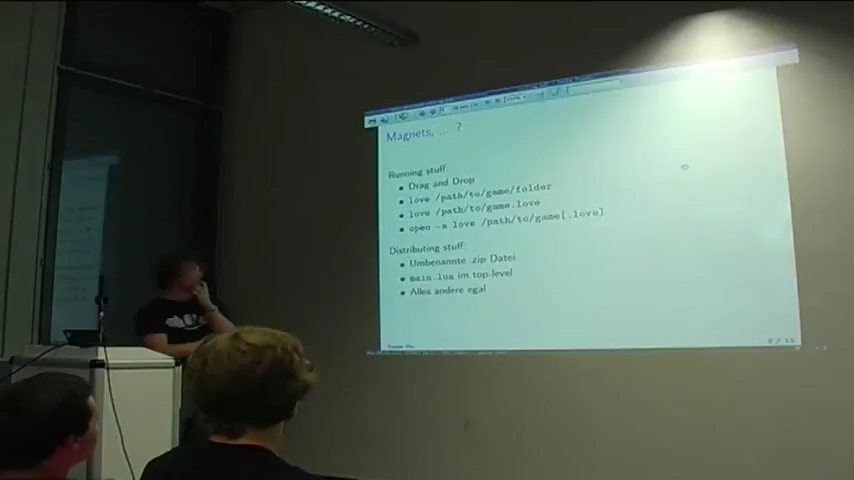 Magnets, ... ?
Running stuff:
• Drag and Drop
• love /path/to/game/folder
• love /path/to/game.love
• open -a love /path/to/game[.love]
Distributing stuff:
• Umbenannte .zip Datei
• main.lua im top-level
• Alles andere egal